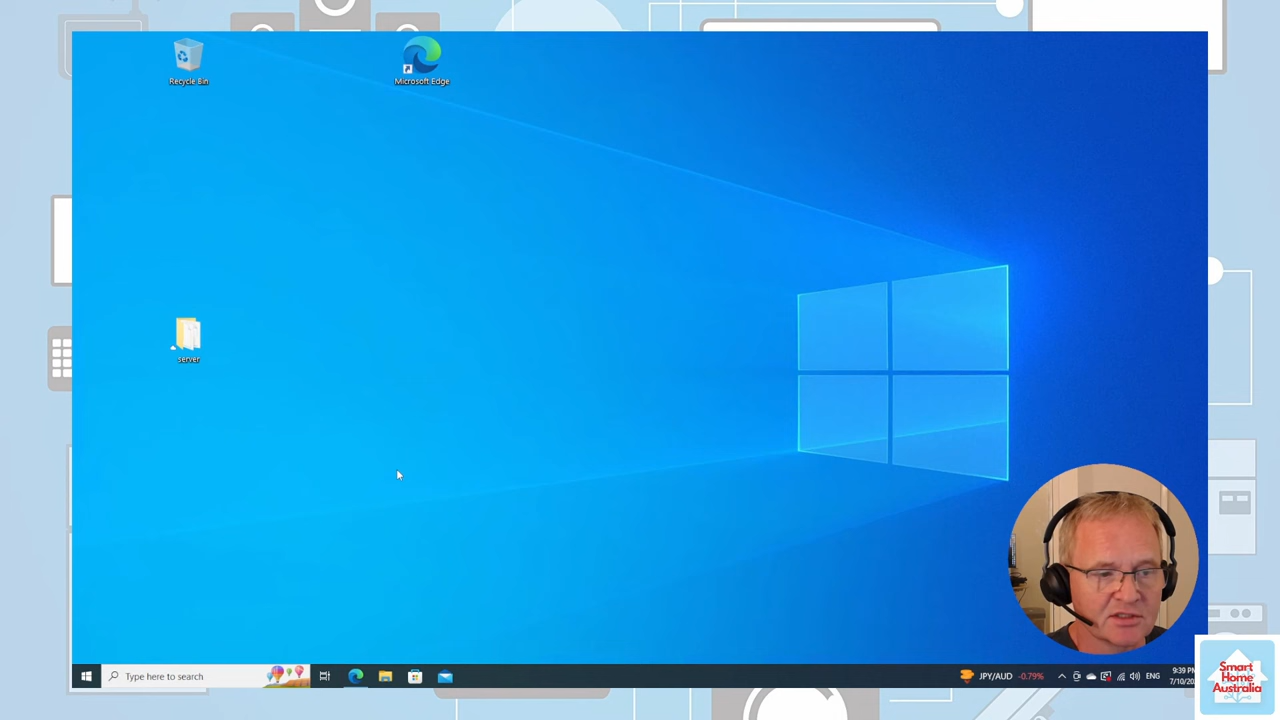 Recycle Bin
Microsoft Edge
server
Type here to search
JPY/AUD -0.79%
ENG
9:39 PM
7/10/20
Smart
Home
Australia